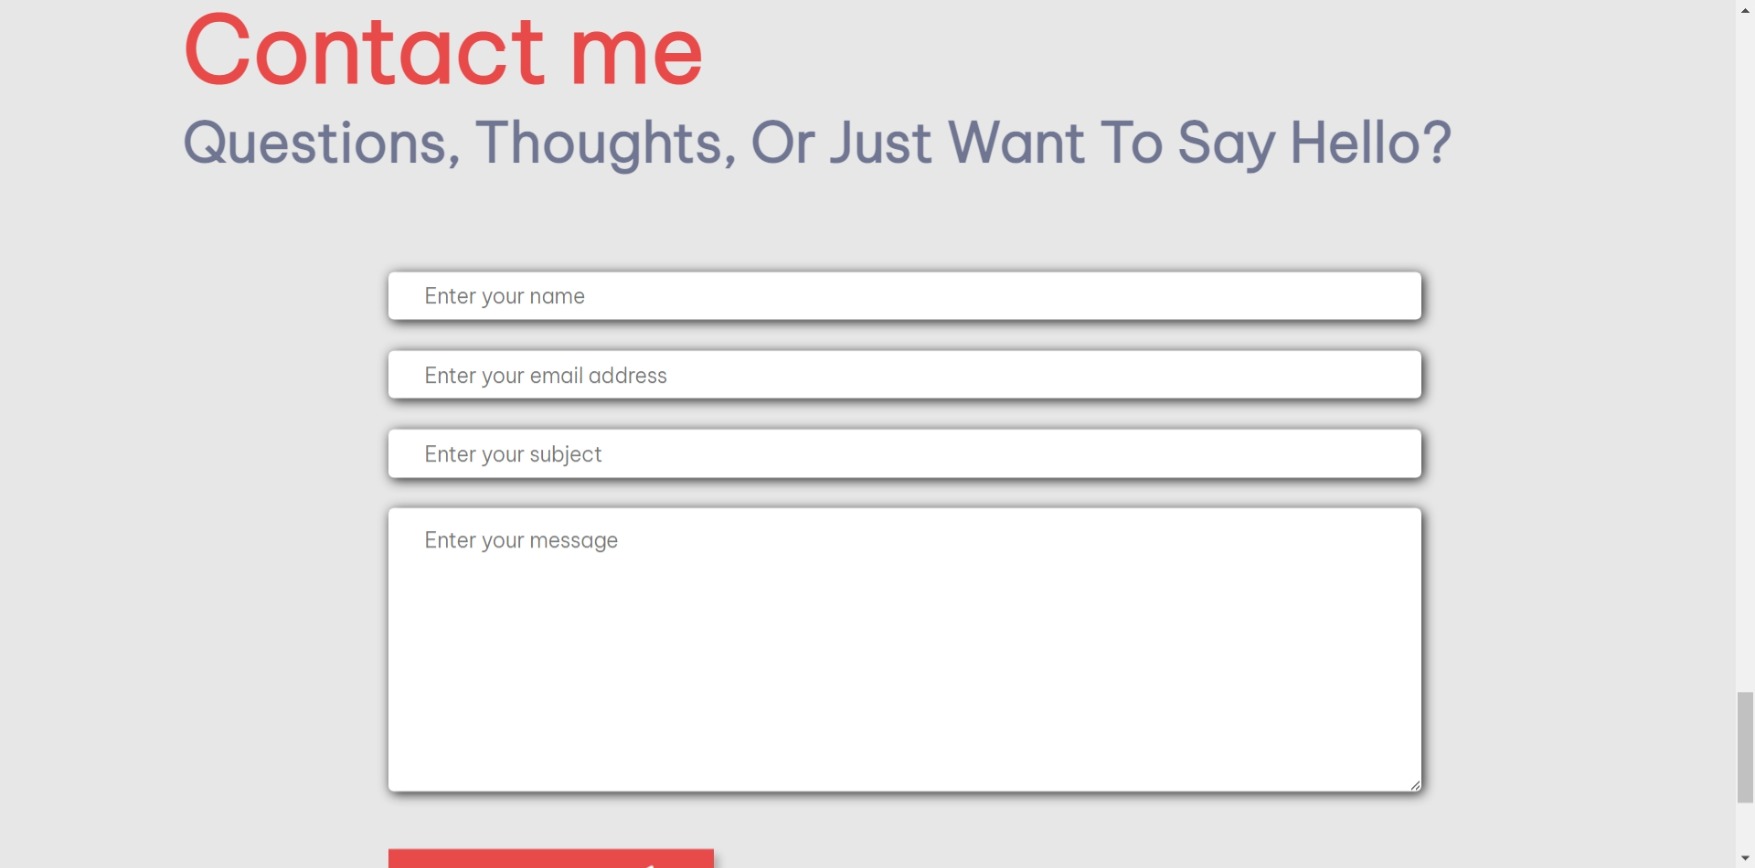 Contact me
Questions, Thoughts, Or Just Want To Say Hello?
Enter your name
Enter your email address
Enter your subject
Enter your message